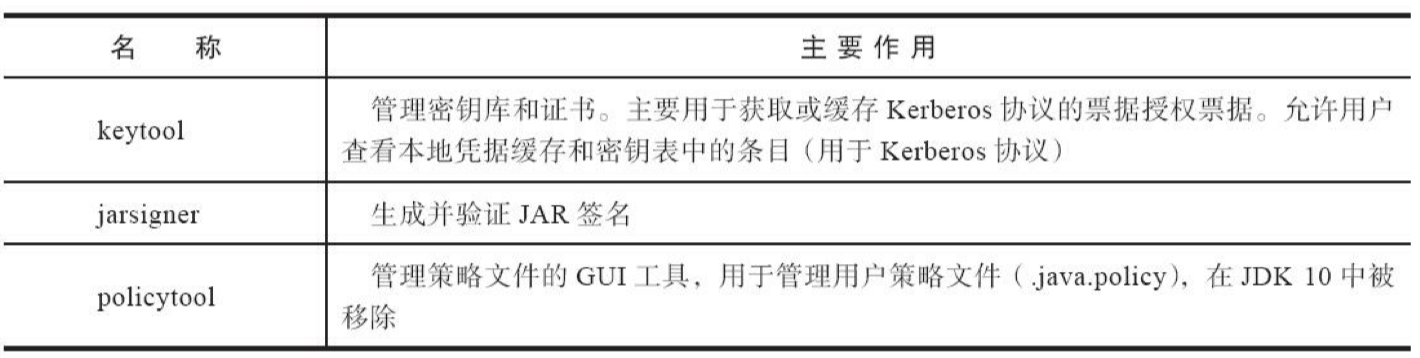 名 称 主要作用
keytool 管理密钥库和证书。主要用于获取或缓存 Kerberos 协议的票据授权票据。允许用户
查看本地凭据缓存和密钥表中的条目（用于 Kerberos 协议）
jarsigner 生成并验证 JAR 签名
policytool 管理策略文件的 GUI 工具，用于管理用户策略文件（.java.policy），在 JDK 10 中被
移除